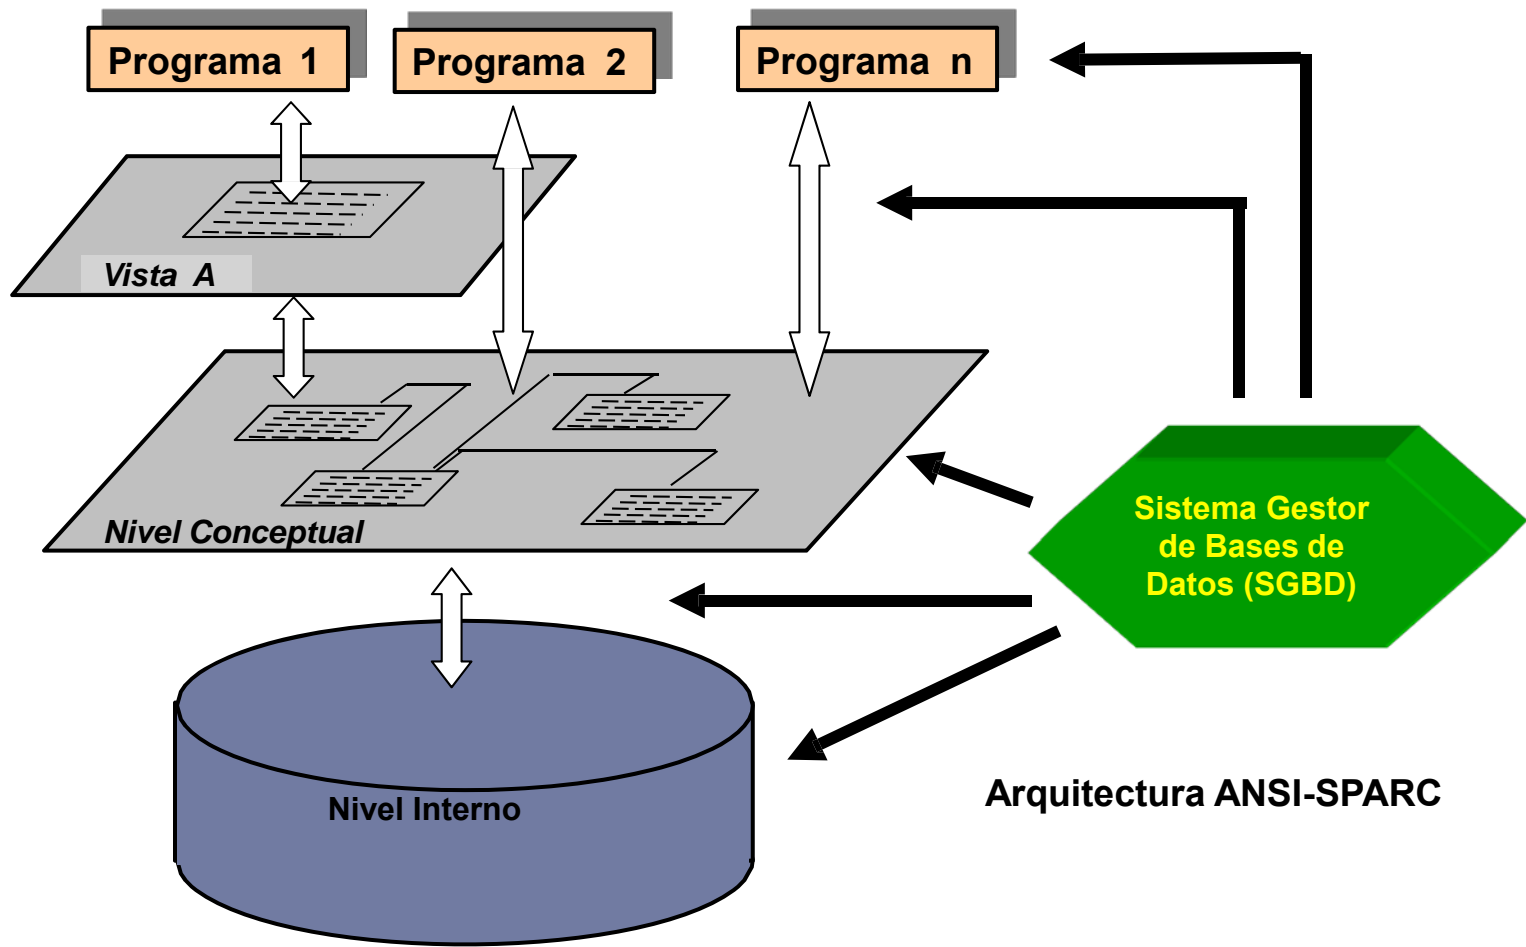 Programa 1
Programa 2
Programa n
Vista A
Nivel Conceptual
Sistema Gestor
de Bases de
Datos (SGBD)
Nivel Interno
Arquitectura ANSI-SPARC